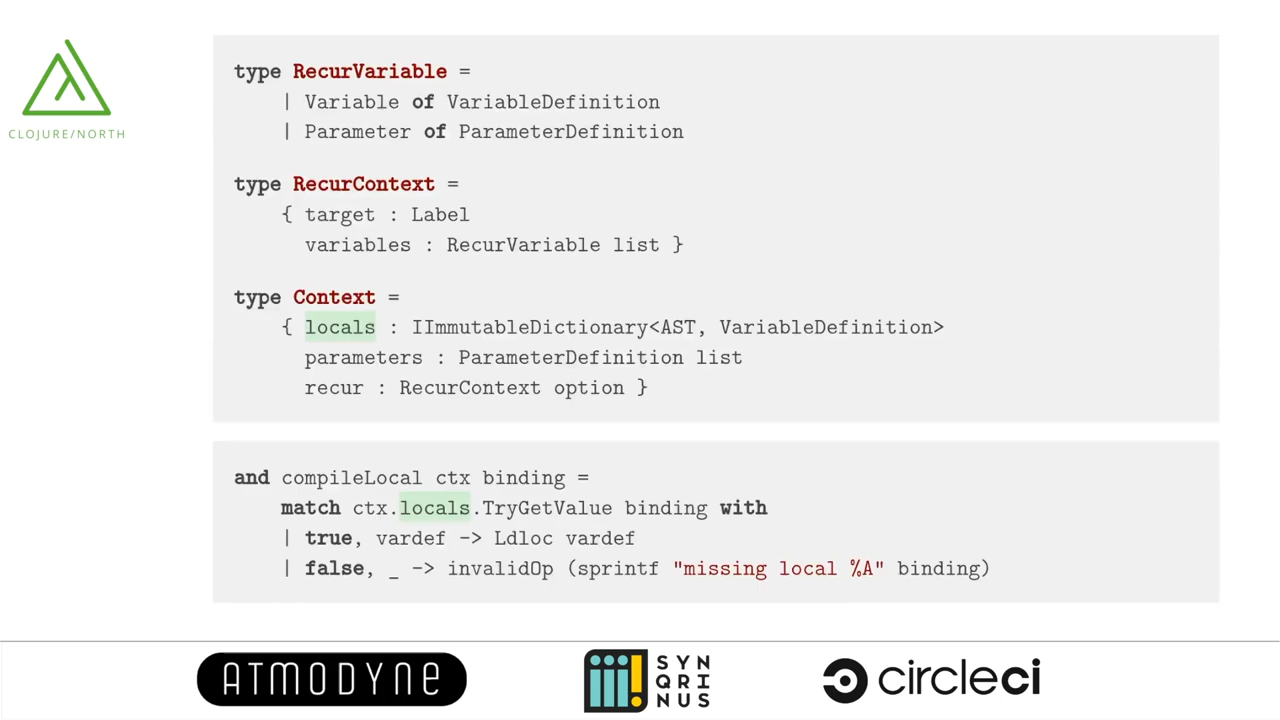 CLOJURE/NORTH
type RecurVariable =
| Variable of VariableDefinition
| Parameter of ParameterDefinition
type RecurContext =
{ target : Label
variables : RecurVariable list }
type Context =
{ locals : IImmutableDictionary<AST, VariableDefinition>
parameters : ParameterDefinition list
recur : RecurContext option }
and compileLocal ctx binding =
match ctx.locals.TryGetValue binding with
| true, vardef -> Ldloc vardef
| false, _ -> invalidOp (sprintf "missing local %A" binding)
ATMODYNE
SYN
QRI
NUS
circleci